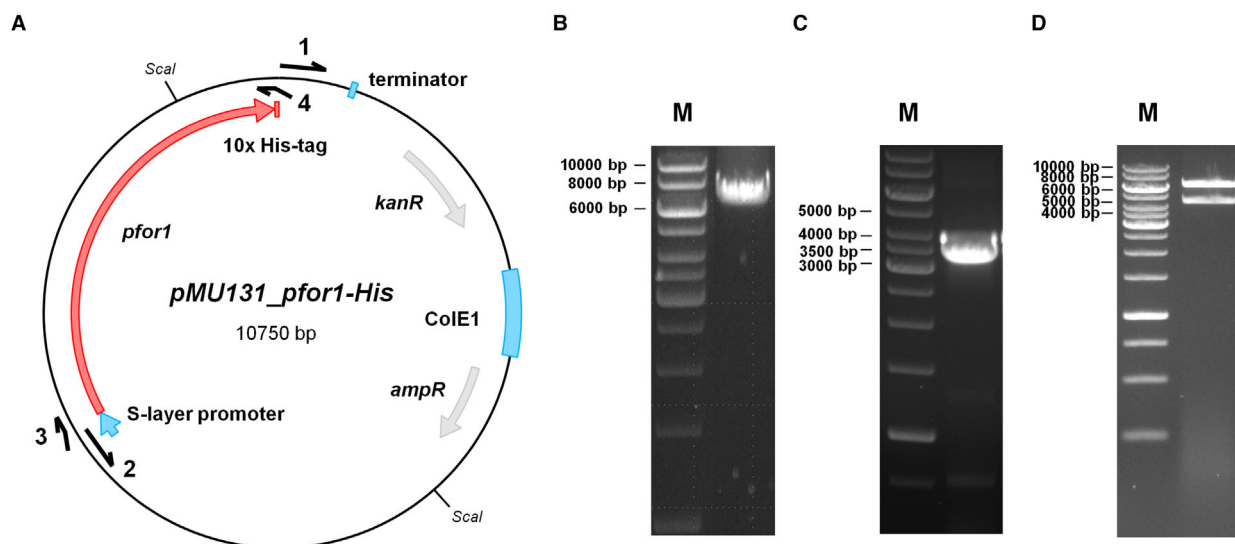 A
1
ScaI
terminator
4
10x His-tag
kanR
pfor1
pMU131_pfor1-His
10750 bp
ColE1
ampR
S-layer promoter
3
2
ScaI
B
M
10000 bp
8000 bp
6000 bp
C
M
5000 bp
4000 bp
3500 bp
3000 bp
D
M
10000 bp
8000 bp
6000 bp
5000 bp
4000 bp